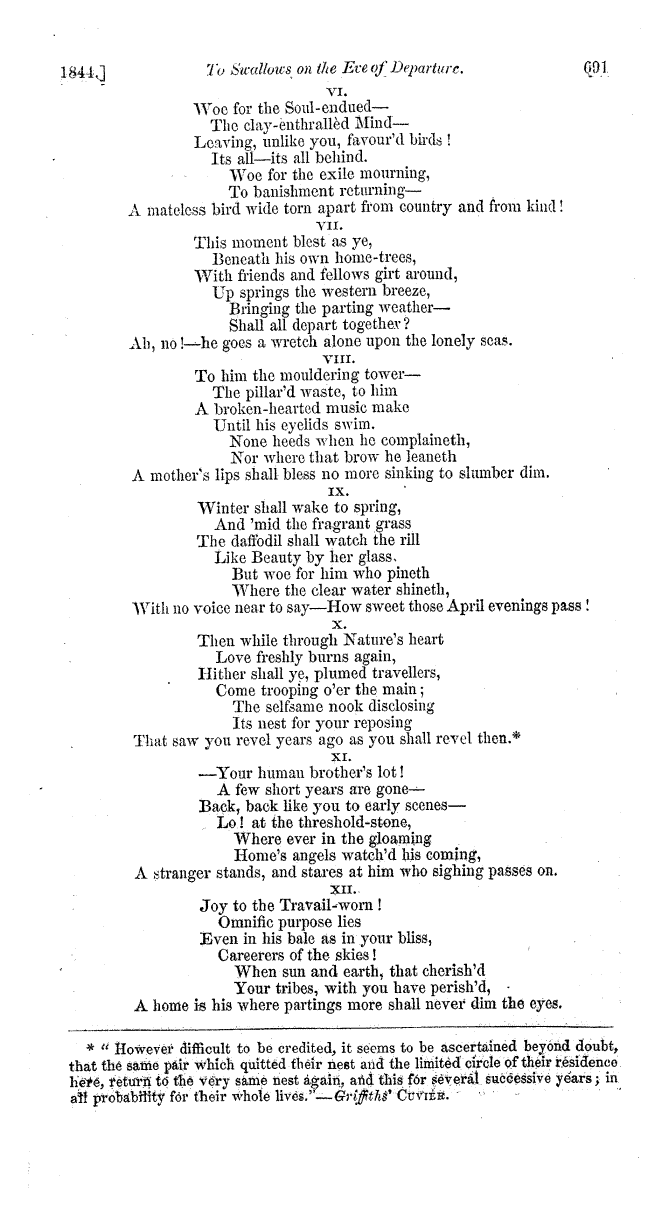 1844.] To Swallows on the Eve of Departure. 691
VI.
Woe for the Soul-endued—
The clay-enthrallèd Mind—
Leaving, unlike you, favour'd birds!
Its all—its all behind.
Woe for the exile mourning,
To banishment returning—
A mateless bird wide torn apart from country and from kind!
VII.
This moment blest as ye,
Beneath his own home-trees,
With friends and fellows girt around,
Up springs the western breeze,
Bringing the parting weather—
Shall all depart together?
Ah, no!—he goes a wretch alone upon the lonely seas.
VIII.
To him the mouldering tower—
The pillar'd waste, to him
A broken-hearted music make
Until his eyelids swim.
None heeds when he complaineth,
Nor where that brow he leaneth
A mother's lips shall bless no more sinking to slumber dim.
IX.
Winter shall wake to spring,
And 'mid the fragrant grass
The daffodil shall watch the rill
Like Beauty by her glass.
But woe for him who pineth
Where the clear water shineth,
With no voice near to say—How sweet those April evenings pass!
X.
Then while through Nature's heart
Love freshly burns again,
Hither shall ye, plumed travellers,
Come trooping o'er the main;
The selfsame nook disclosing
Its nest for your reposing
That saw you revel years ago as you shall revel then.*
XI.
—Your human brother's lot!
A few short years are gone—
Back, back like you to early scenes—
Lo! at the threshold-stone,
Where ever in the gloaming
Home's angels watch'd his coming,
A stranger stands, and stares at him who sighing passes on.
XII.
Joy to the Travail-worn!
Omnific purpose lies
Even in his bale as in your bliss,
Careerers of the skies!
When sun and earth, that cherish'd
Your tribes, with you have perish'd,
A home is his where partings more shall never dim the eyes.
* "However difficult to be credited, it seems to be ascertained beyond doubt,
that the same pair which quitted their nest and the limited circle of their residence
here, return to the very same nest again, and this for several successive years; in
all probability for their whole lives."—Griffiths' CUVIER.